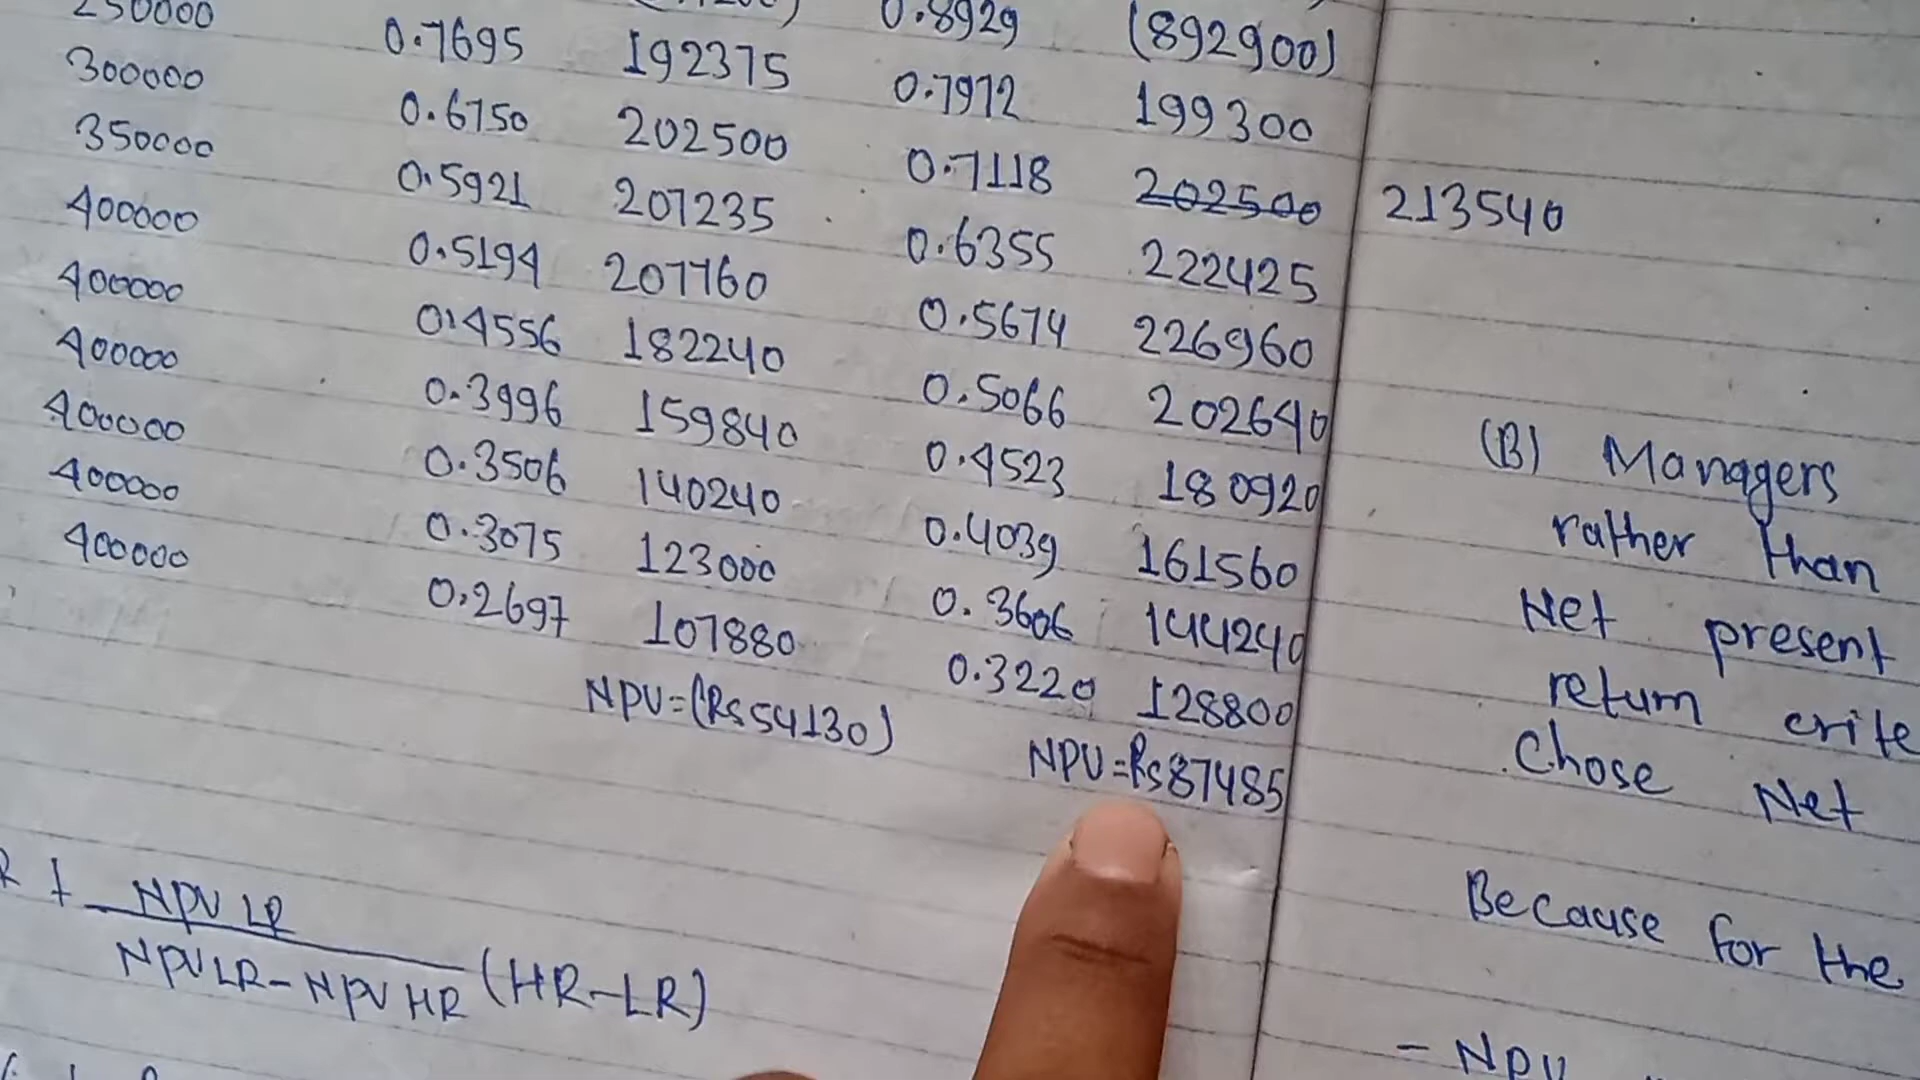 250000 0.8929 (892900)
300000 0.7695 192375 0.7972 199300
350000 0.6750 202500 0.7118 202500 213540
400000 0.5921 207235 0.6355 222425
400000 0.5194 207760 0.5674 226960
400000 0.4556 182240 0.5066 202640
400000 0.3996 159840 0.4523 180920
400000 0.3506 140240 0.4039 161560
400000 0.3075 123000 0.3606 144240
0.2697 107880 0.3220 128800
NPV=(Rs54130) NPV=Rs87485
R + NPV LR
NPVLR-NPV HR (HR-LR)
(B) Managers
rather than
Net present
return crite
Chose Net
Because for the
- NPV